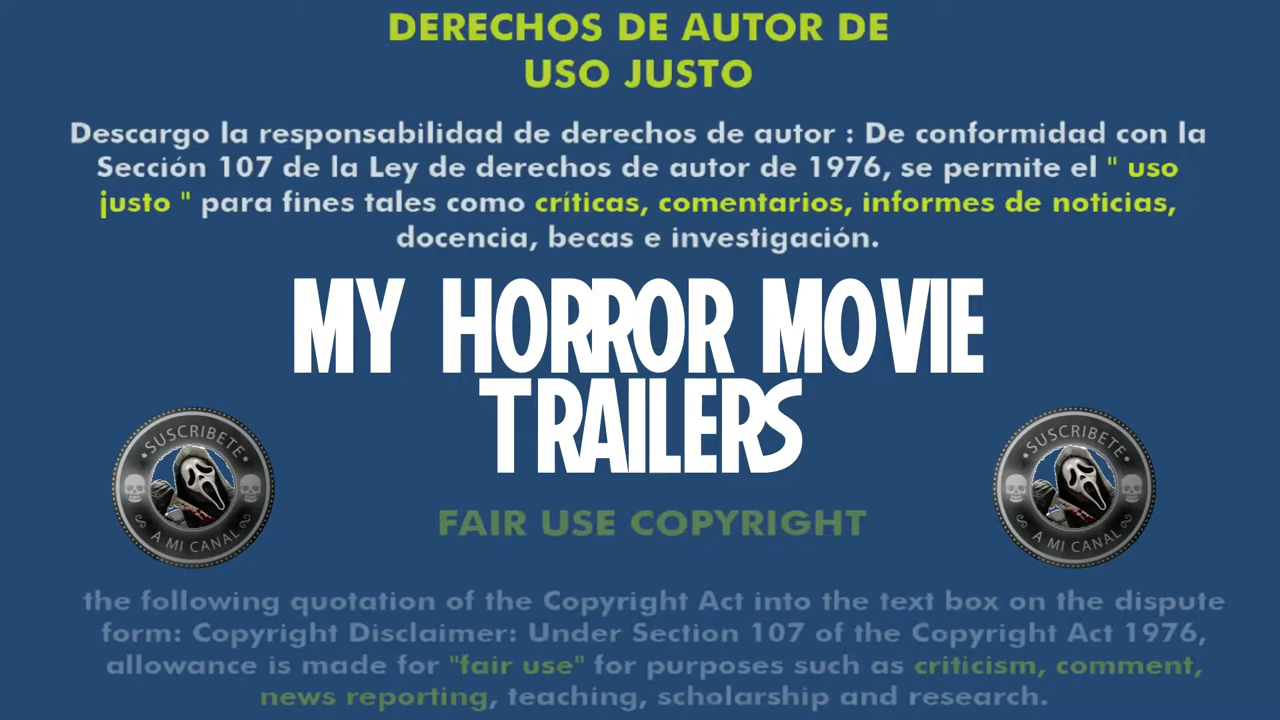 DERECHOS DE AUTOR DE
USO JUSTO
Descargo la responsabilidad de derechos de autor : De conformidad con la
Sección 107 de la Ley de derechos de autor de 1976, se permite el " uso
justo " para fines tales como críticas, comentarios, informes de noticias,
docencia, becas e investigación.
MY HORROR MOVIE
TRAILERS
SUSCRIBETE
A MI CANAL
SUSCRIBETE
A MI CANAL
FAIR USE COPYRIGHT
the following quotation of the Copyright Act into the text box on the dispute
form: Copyright Disclaimer: Under Section 107 of the Copyright Act 1976,
allowance is made for "fair use" for purposes such as criticism, comment,
news reporting, teaching, scholarship and research.